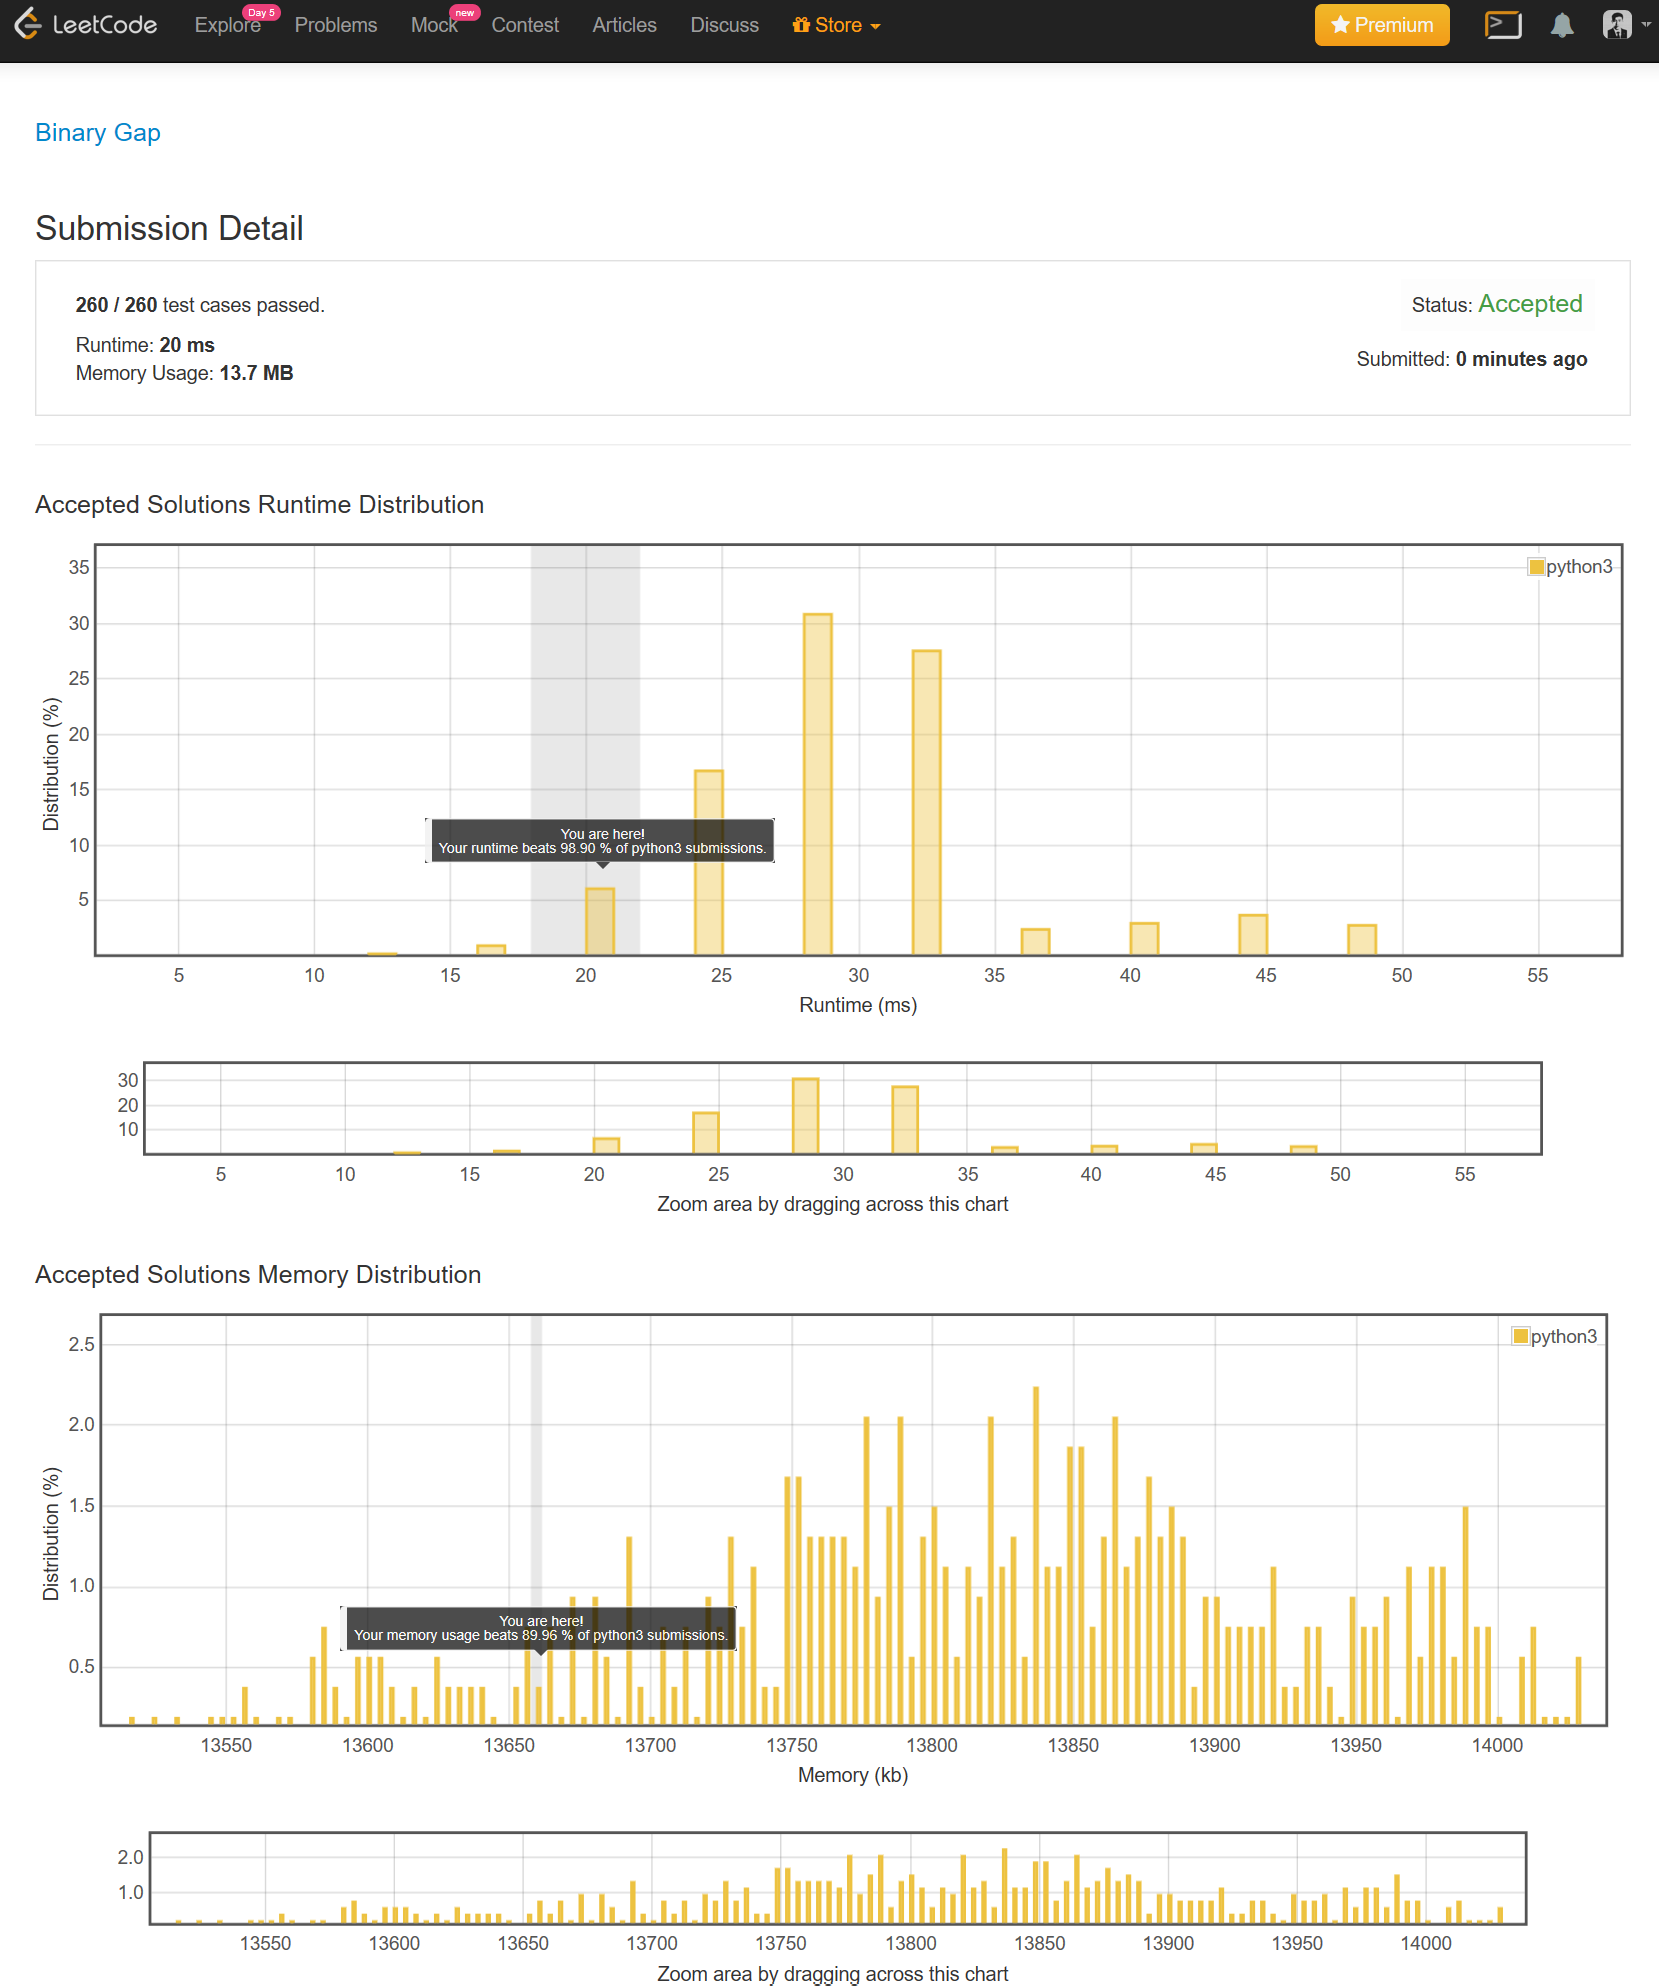 LeetCode Explore Day 5 Problems Mock new Contest Articles Discuss Store Premium
Binary Gap
Submission Detail
260 / 260 test cases passed.
Status: Accepted
Runtime: 20 ms
Memory Usage: 13.7 MB
Submitted: 0 minutes ago
Accepted Solutions Runtime Distribution
python3
Distribution (%)
35
30
25
20
15
10
5
You are here!
Your runtime beats 98.90 % of python3 submissions.
5 10 15 20 25 30 35 40 45 50 55
Runtime (ms)
30
20
10
5 10 15 20 25 30 35 40 45 50 55
Zoom area by dragging across this chart
Accepted Solutions Memory Distribution
python3
Distribution (%)
2.5
2.0
1.5
1.0
0.5
You are here!
Your memory usage beats 89.96 % of python3 submissions.
13550 13600 13650 13700 13750 13800 13850 13900 13950 14000
Memory (kb)
2.0
1.0
13550 13600 13650 13700 13750 13800 13850 13900 13950 14000
Zoom area by dragging across this chart